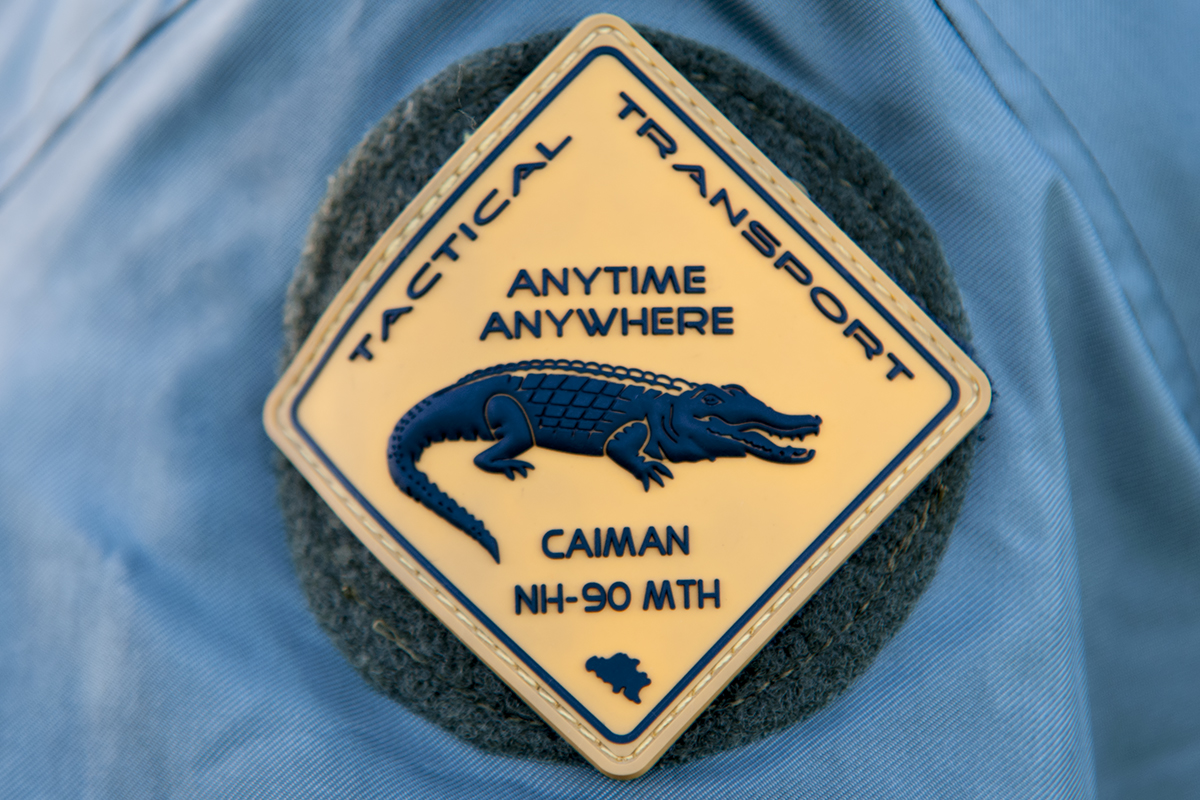 TACTICAL
TRANSPORT
ANYTIME
ANYWHERE
CAIMAN
NH-90 MTH